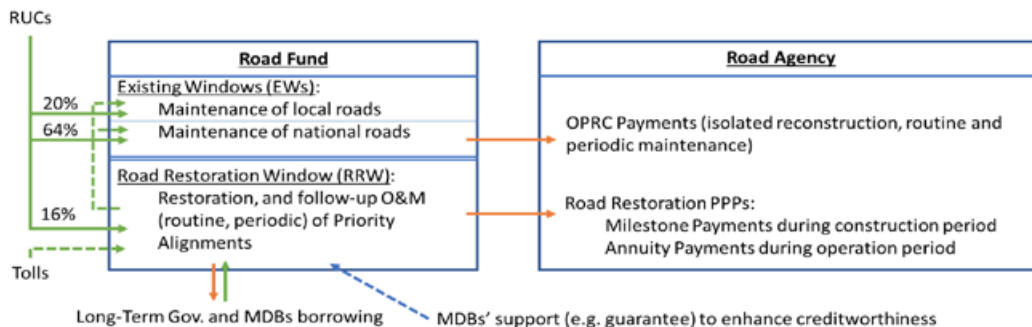 RUCs
Road Fund
Existing Windows (EWs):
20%
Maintenance of local roads
64%
Maintenance of national roads
Road Restoration Window (RRW):
Restoration, and follow-up O&M
(routine, periodic) of Priority
16%
Alignments
Tolls
Road Agency
OPRC Payments (isolated reconstruction, routine and
periodic maintenance)
Road Restoration PPPs:
Milestone Payments during construction period
Annuity Payments during operation period
Long-Term Gov. and MDBs borrowing
MDBs' support (e.g. guarantee) to enhance creditworthiness